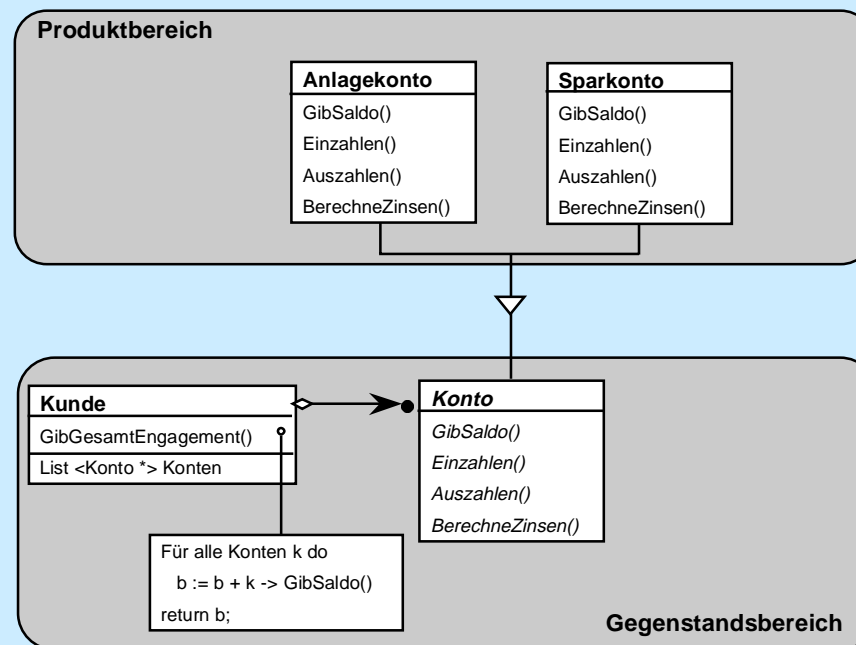 Produktbereich
Anlagekonto
GibSaldo()
Einzahlen()
Auszahlen()
BerechneZinsen()
Sparkonto
GibSaldo()
Einzahlen()
Auszahlen()
BerechneZinsen()
Kunde
GibGesamtEngagement()
List <Konto *> Konten
Konto
GibSaldo()
Einzahlen()
Auszahlen()
BerechneZinsen()
Für alle Konten k do
b := b + k -> GibSaldo()
return b;
Gegenstandsbereich